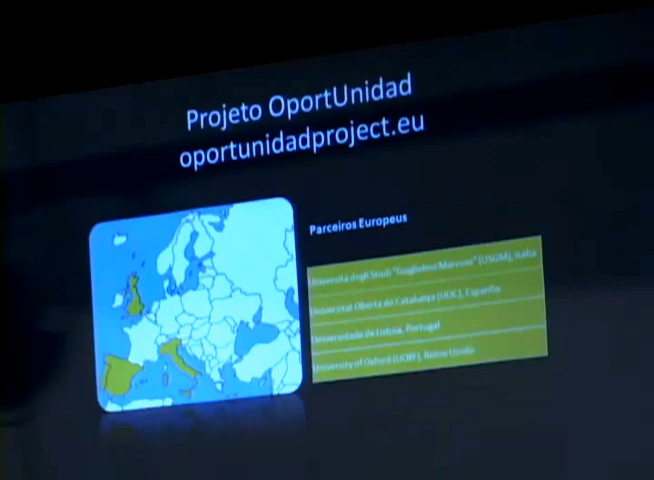 Projeto OportUnidad
oportunidadproject.eu
Parceiros Europeus
Università degli Studi "Guglielmo Marconi" (USGM), Itália
Universitat Oberta de Catalunya (UOC), Espanha
Universidade de Lisboa, Portugal
University of Oxford Reino Unido